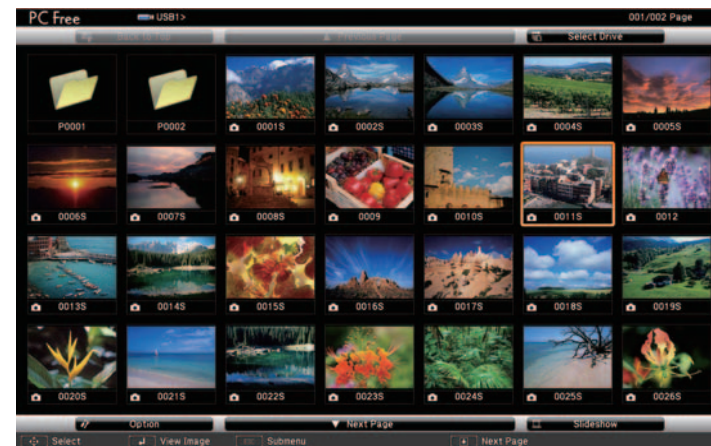 PC Free USB1> 001/002 Page
Back to Top Previous Page Select Drive
P0001 P0002 0001S 0002S 0003S 0004S 0005S
0006S 0007S 0008S 0009 0010S 0011S 0012
0013S 0014S 0015S 0016S 0017S 0018S 0019S
0020S 0021S 0022S 0023S 0024S 0025S 0026S
Option Next Page Slideshow
Select View Image Submenu Next Page